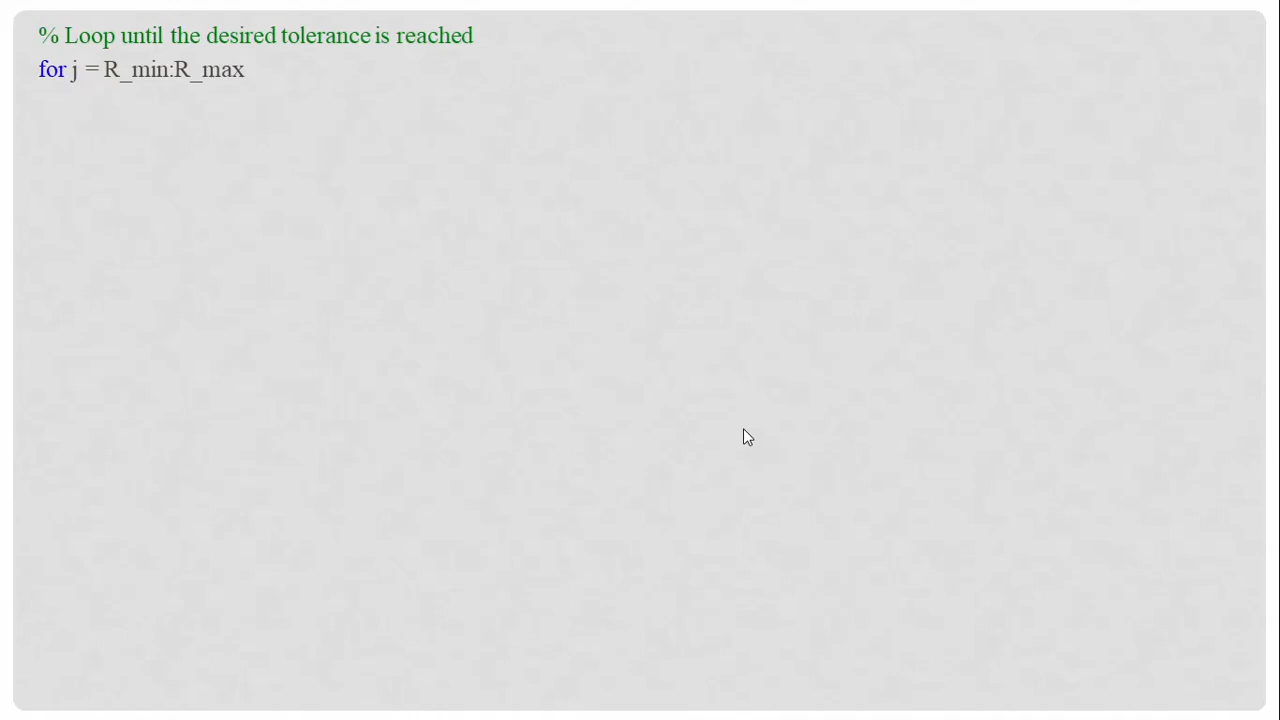 % Loop until the desired tolerance is reached
for j = R_min:R_max